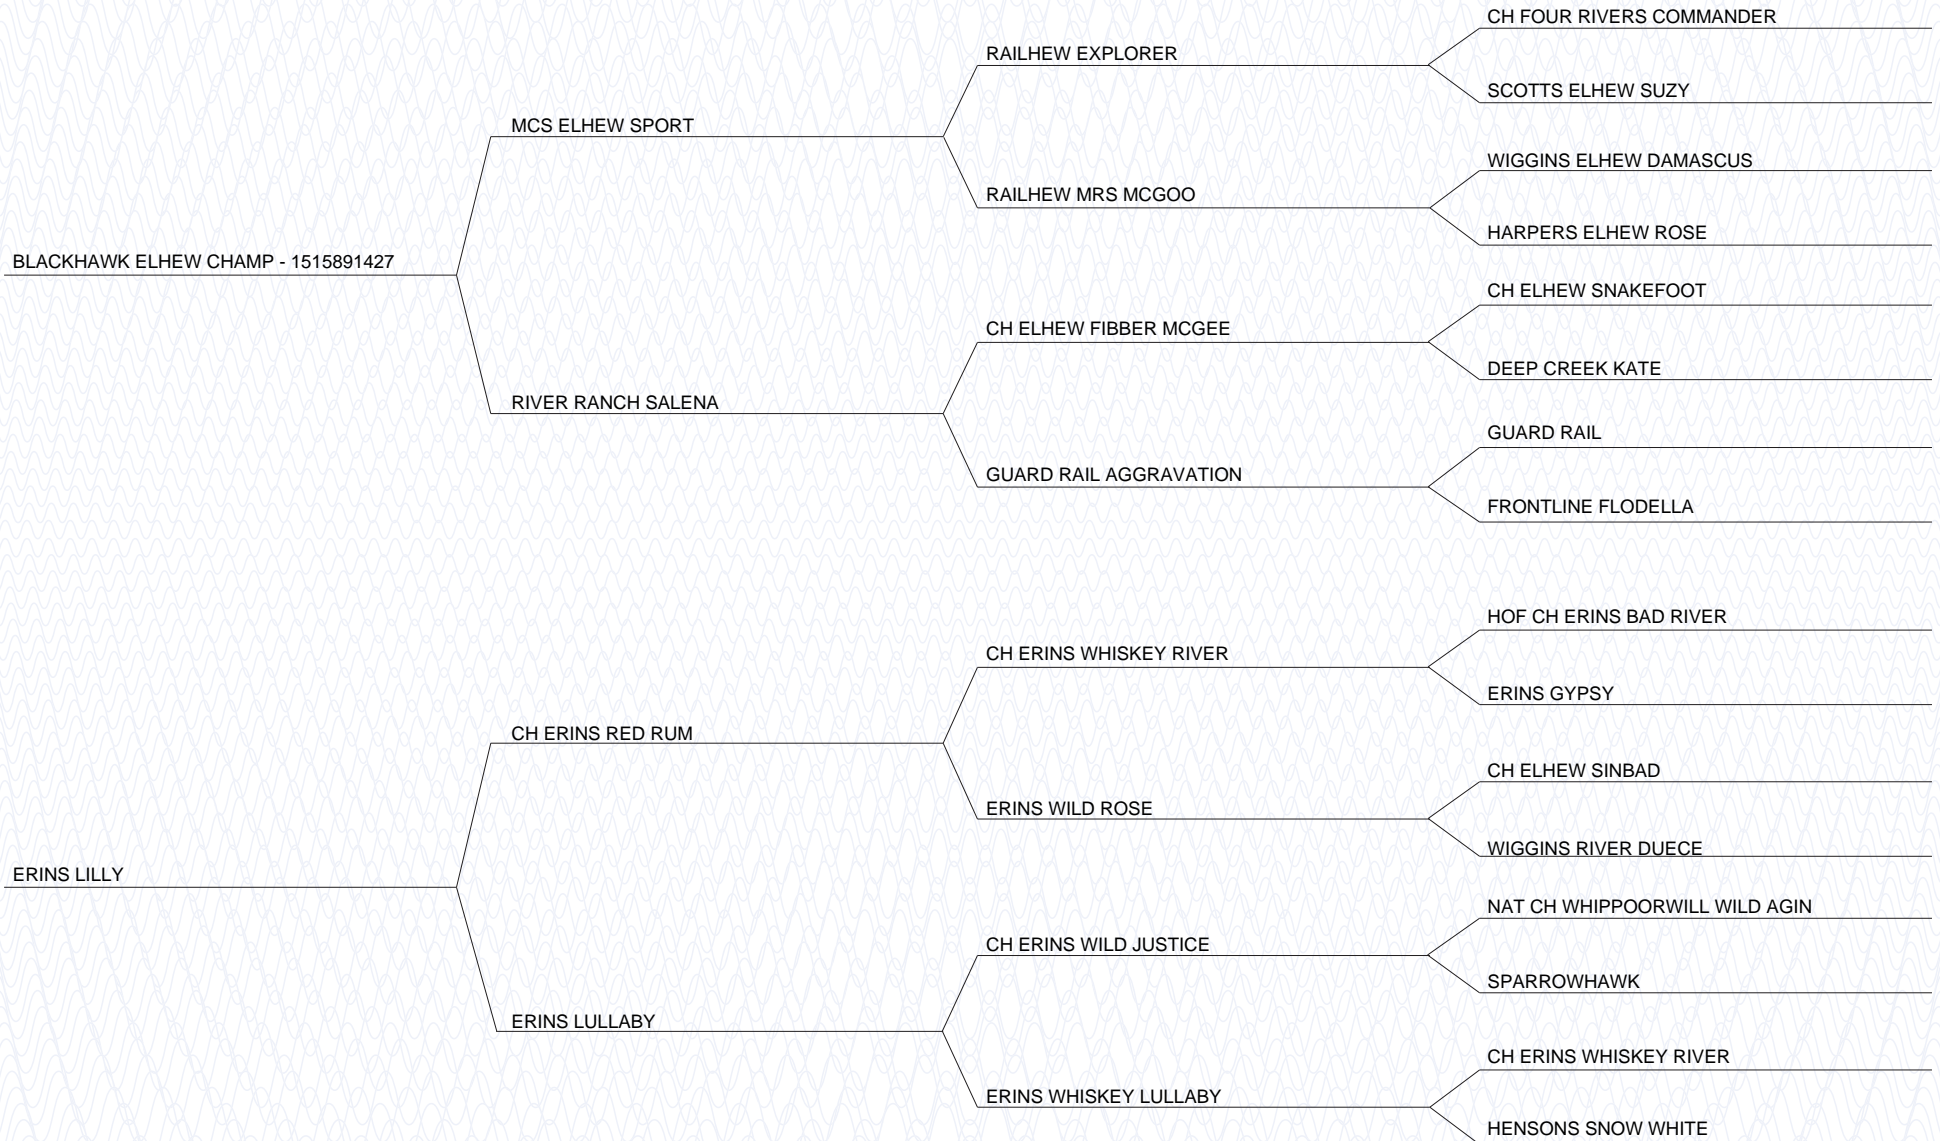 CH FOUR RIVERS COMMANDER
RAILHEW EXPLORER
SCOTTS ELHEW SUZY
MCS ELHEW SPORT
WIGGINS ELHEW DAMASCUS
RAILHEW MRS MCGOO
HARPERS ELHEW ROSE
BLACKHAWK ELHEW CHAMP - 1515891427
CH ELHEW SNAKEFOOT
CH ELHEW FIBBER MCGEE
DEEP CREEK KATE
RIVER RANCH SALENA
GUARD RAIL
GUARD RAIL AGGRAVATION
FRONTLINE FLODELLA
HOF CH ERINS BAD RIVER
CH ERINS WHISKEY RIVER
ERINS GYPSY
CH ERINS RED RUM
CH ELHEW SINBAD
ERINS WILD ROSE
WIGGINS RIVER DUECE
ERINS LILLY
NAT CH WHIPPOORWILL WILD AGIN
CH ERINS WILD JUSTICE
SPARROWHAWK
ERINS LULLABY
CH ERINS WHISKEY RIVER
ERINS WHISKEY LULLABY
HENSONS SNOW WHITE